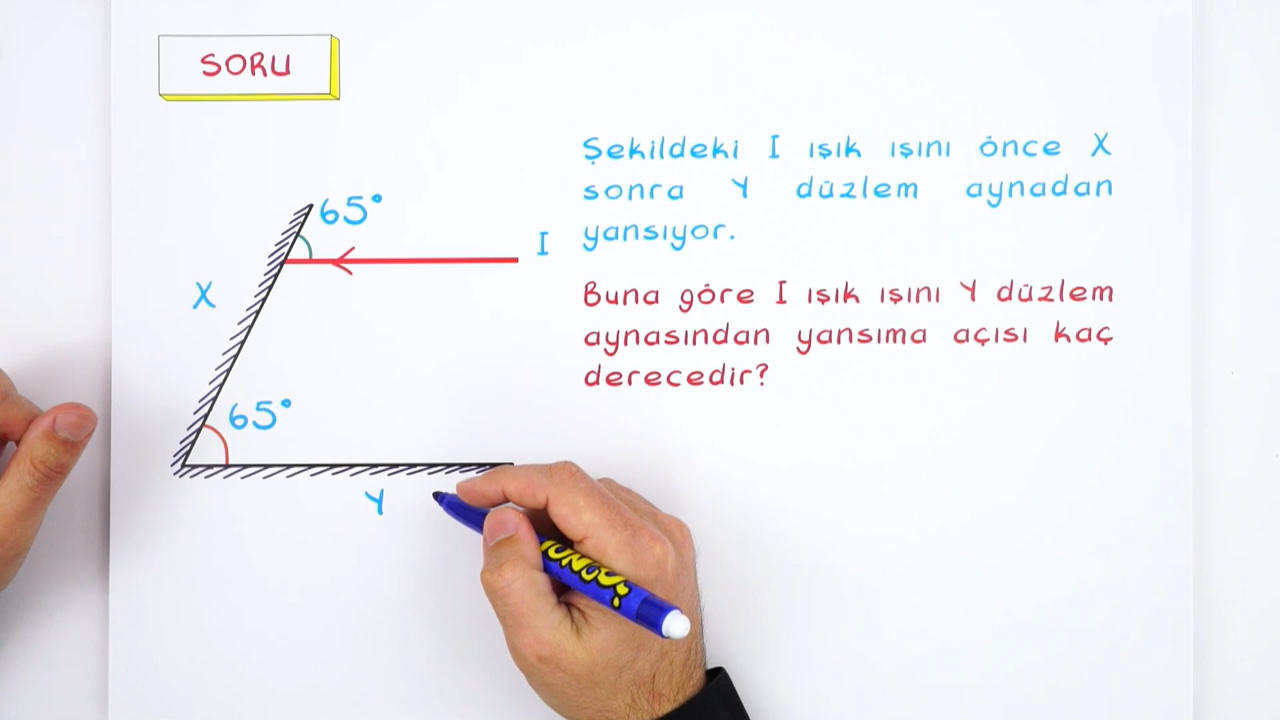 SORU
65°
I
X
65°
Y
Şekildeki I ışık ışını önce X
sonra Y düzlem aynadan
yansıyor.
Buna göre I ışık ışını Y düzlem
aynasından yansıma açısı kaç
derecedir?